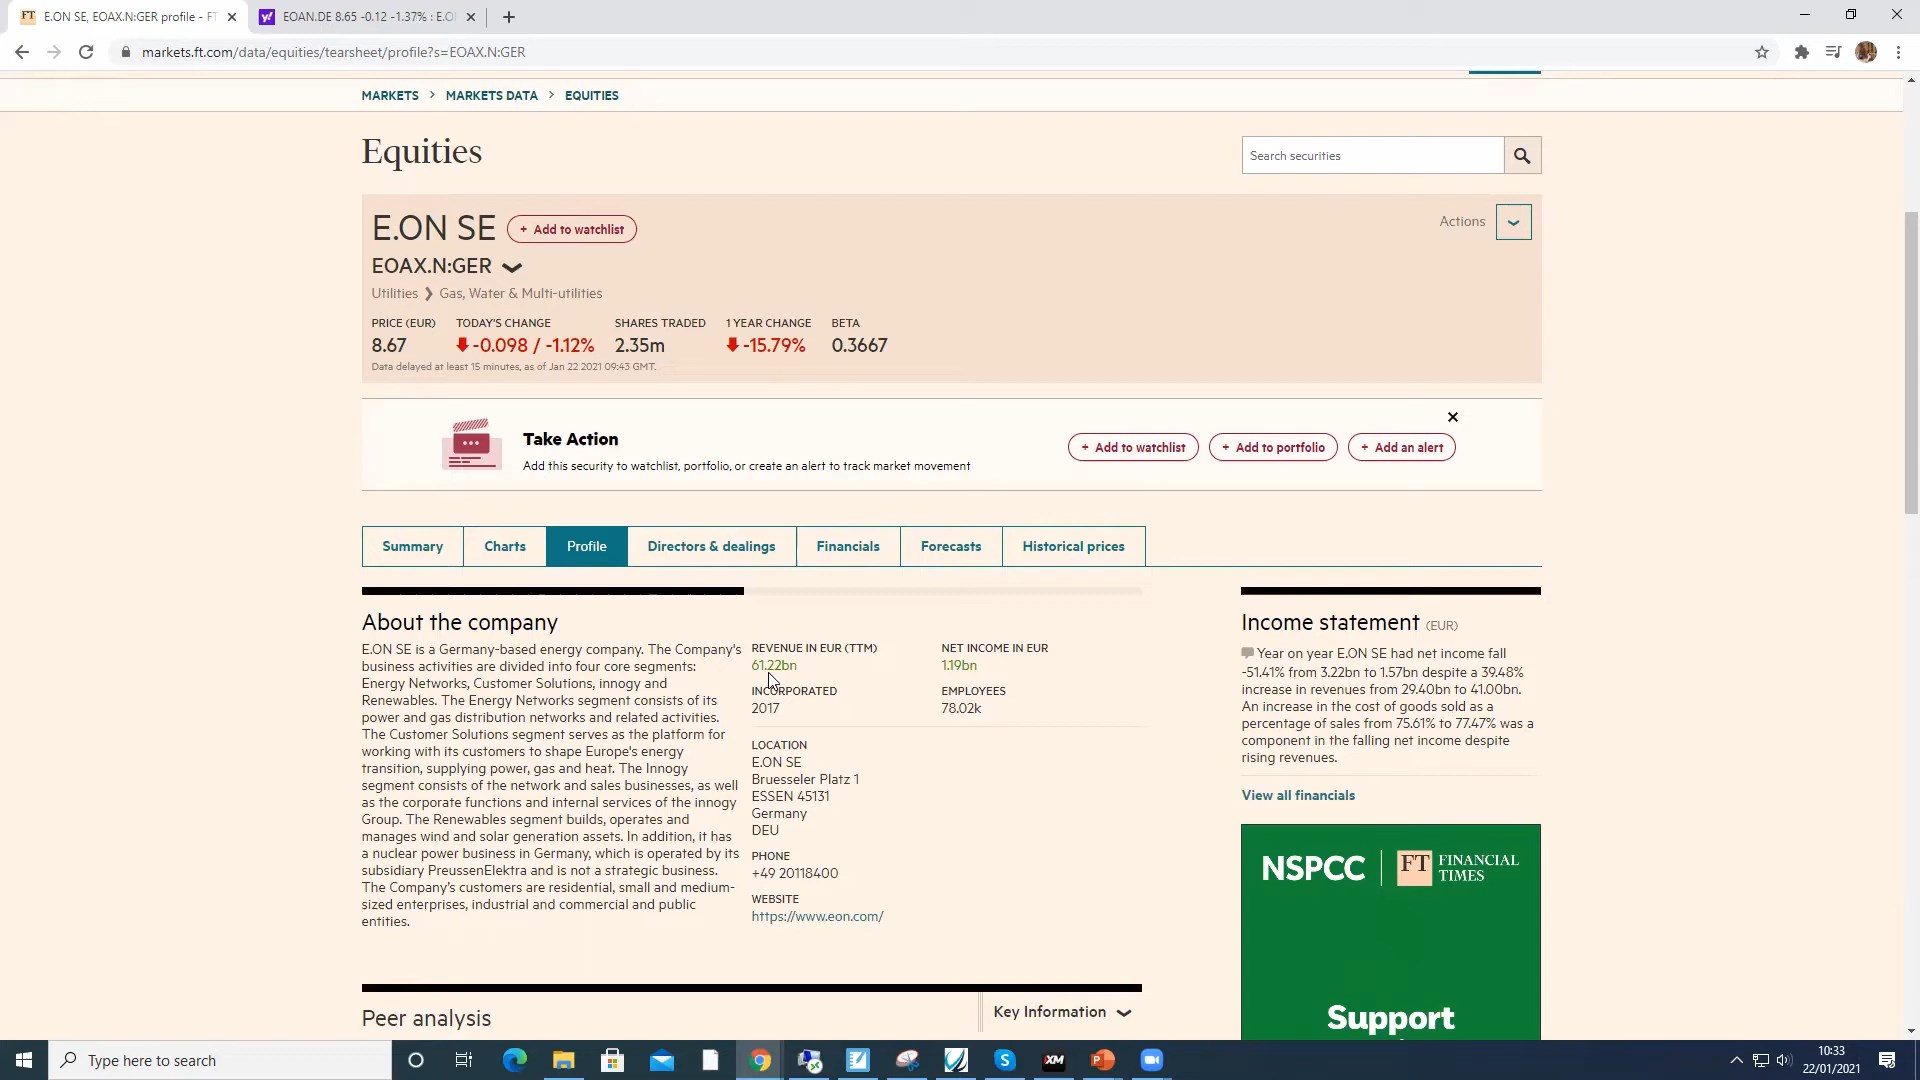 E.ON SE, EOAX.N:GER profile - FT
EOAN.DE 8.65 -0.12 -1.37% : E.O
markets.ft.com/data/equities/tearsheet/profile?s=EOAX.N:GER
MARKETS > MARKETS DATA > EQUITIES
Equities
Search securities
E.ON SE + Add to watchlist
Actions
EOAX.N:GER
Utilities ❯ Gas, Water & Multi-utilities
PRICE (EUR) TODAY'S CHANGE SHARES TRADED 1 YEAR CHANGE BETA
8.67 -0.098 / -1.12% 2.35m -15.79% 0.3667
Data delayed at least 15 minutes, as of Jan 22 2021 09:43 GMT.
Take Action
Add this security to watchlist, portfolio, or create an alert to track market movement
+ Add to watchlist + Add to portfolio + Add an alert
Summary Charts Profile Directors & dealings Financials Forecasts Historical prices
About the company
E.ON SE is a Germany-based energy company. The Company's
business activities are divided into four core segments:
Energy Networks, Customer Solutions, innogy and
Renewables. The Energy Networks segment consists of its
power and gas distribution networks and related activities.
The Customer Solutions segment serves as the platform for
working with its customers to shape Europe's energy
transition, supplying power, gas and heat. The Innogy
segment consists of the network and sales businesses, as well
as the corporate functions and internal services of the innogy
Group. The Renewables segment builds, operates and
manages wind and solar generation assets. In addition, it has
a nuclear power business in Germany, which is operated by its
subsidiary PreussenElektra and is not a strategic business.
The Company's customers are residential, small and medium-
sized enterprises, industrial and commercial and public
entities.
REVENUE IN EUR (TTM)
61.22bn
NET INCOME IN EUR
1.19bn
INCORPORATED
2017
EMPLOYEES
78.02k
LOCATION
E.ON SE
Bruesseler Platz 1
ESSEN 45131
Germany
DEU
PHONE
+49 20118400
WEBSITE
https://www.eon.com/
Income statement (EUR)
Year on year E.ON SE had net income fall
-51.41% from 3.22bn to 1.57bn despite a 39.48%
increase in revenues from 29.40bn to 41.00bn.
An increase in the cost of goods sold as a
percentage of sales from 75.61% to 77.47% was a
component in the falling net income despite
rising revenues.
View all financials
NSPCC FT FINANCIAL
TIMES
Support
Peer analysis
Key Information
Type here to search
10:33
22/01/2021